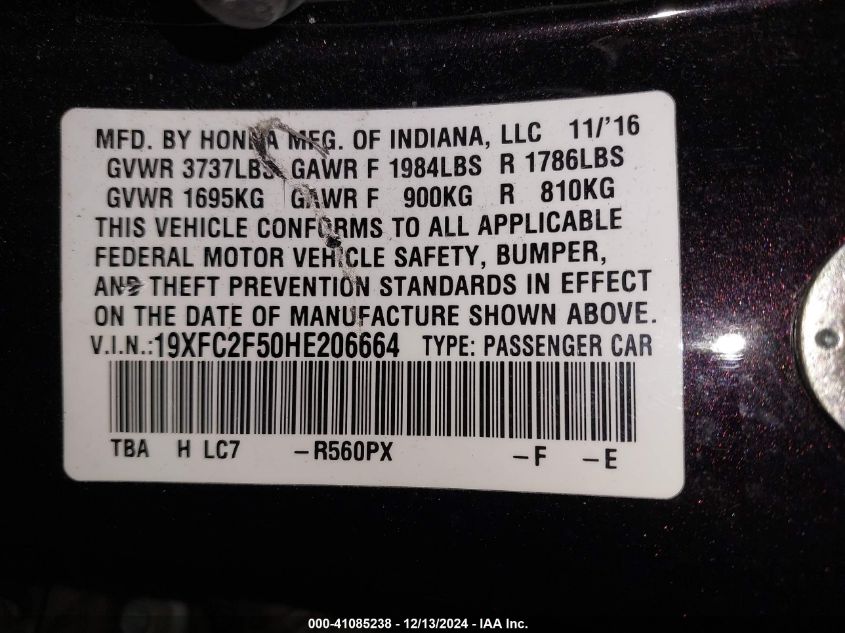 MFD. BY HONDA MFG. OF INDIANA, LLC 11/'16
GVWR 3737LBS GAWR F 1984LBS R 1786LBS
GVWR 1695KG GAWR F 900KG R 810KG
THIS VEHICLE CONFORMS TO ALL APPLICABLE
FEDERAL MOTOR VEHICLE SAFETY, BUMPER,
AND THEFT PREVENTION STANDARDS IN EFFECT
ON THE DATE OF MANUFACTURE SHOWN ABOVE.
V.I.N.:19XFC2F50HE206664 TYPE: PASSENGER CAR
TBA H LC7 -R560PX -F -E
000-41085238 - 12/13/2024 - IAA Inc.